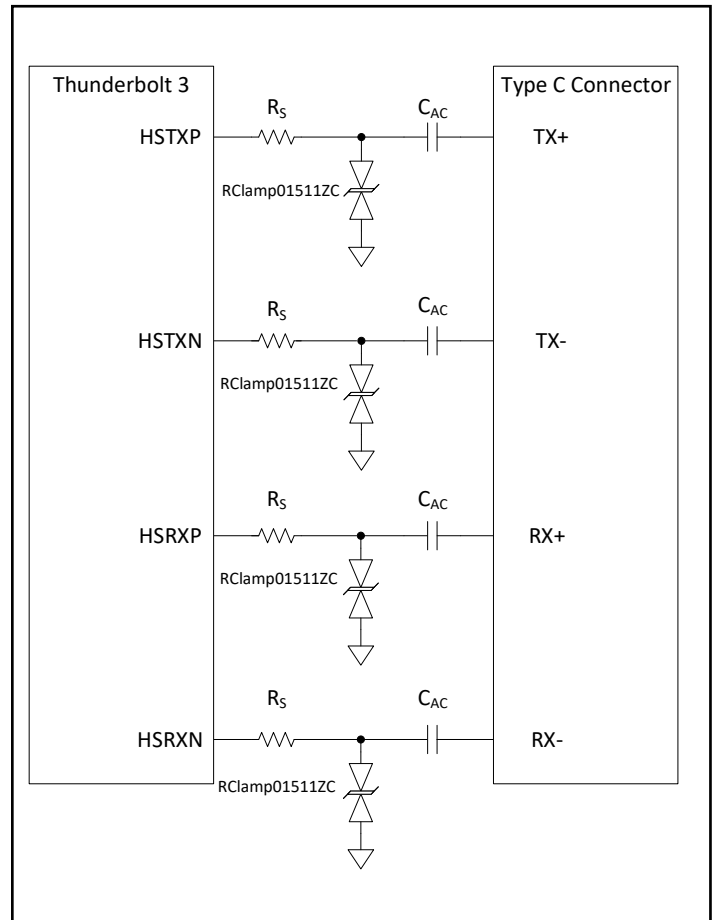 Thunderbolt 3
Type C Connector
HSTXP
RS
CAC
TX+
RClamp01511ZC
HSTXN
RS
CAC
TX-
RClamp01511ZC
HSRXP
RS
CAC
RX+
RClamp01511ZC
HSRXN
RS
CAC
RX-
RClamp01511ZC